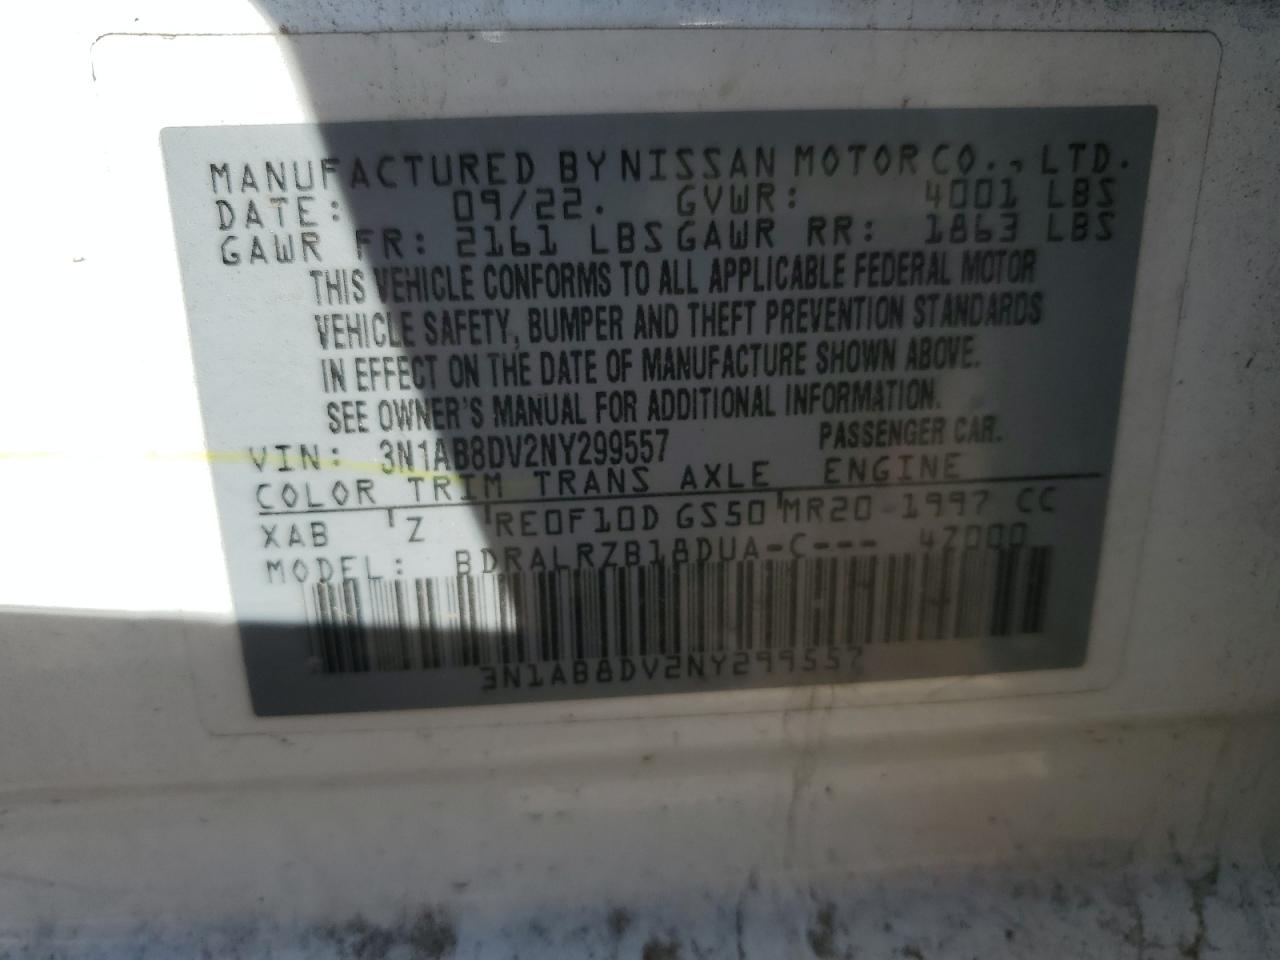 MANUFACTURED BY NISSAN MOTOR CO., LTD.
DATE: 09/22. GVWR: 4001 LBS
GAWR FR: 2161 LBS GAWR RR: 1863 LBS
THIS VEHICLE CONFORMS TO ALL APPLICABLE FEDERAL MOTOR
VEHICLE SAFETY, BUMPER AND THEFT PREVENTION STANDARDS
IN EFFECT ON THE DATE OF MANUFACTURE SHOWN ABOVE.
SEE OWNER'S MANUAL FOR ADDITIONAL INFORMATION.
VIN: 3N1AB8DV2NY299557 PASSENGER CAR.
COLOR TRIM TRANS AXLE ENGINE
XAB Z RE0F10D GS50 MR20 1997 CC
MODEL: BDRALRZB18DUA-C--- 4Z000
3N1AB8DV2NY299557